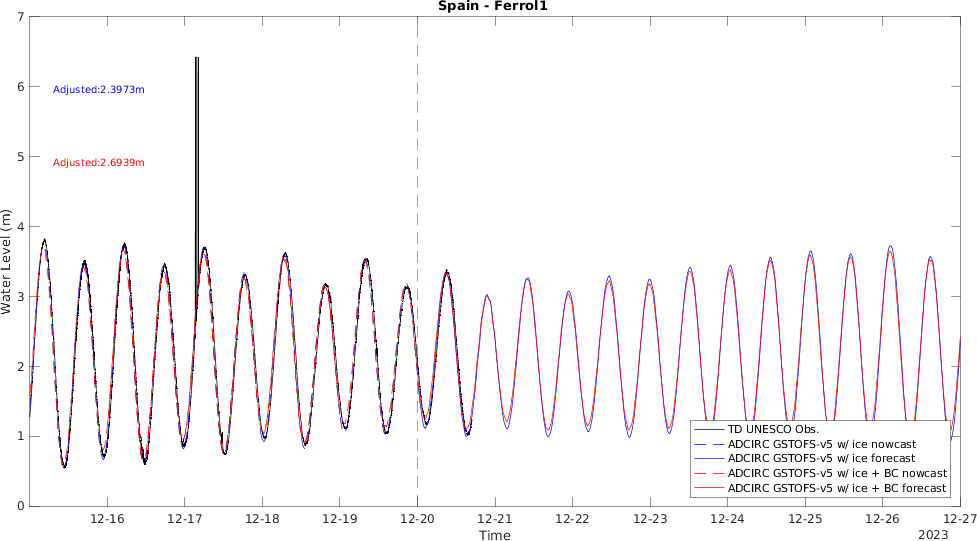 Spain - Ferrol1
7
6
5
4
3
2
1
0
Water Level (m)
Adjusted:2.3973m
Adjusted:2.6939m
TD UNESCO Obs.
ADCIRC GSTOFS-v5 w/ ice nowcast
ADCIRC GSTOFS-v5 w/ ice forecast
ADCIRC GSTOFS-v5 w/ ice + BC nowcast
ADCIRC GSTOFS-v5 w/ ice + BC forecast
12-16 12-17 12-18 12-19 12-20 12-21 12-22 12-23 12-24 12-25 12-26 12-27
Time
2023